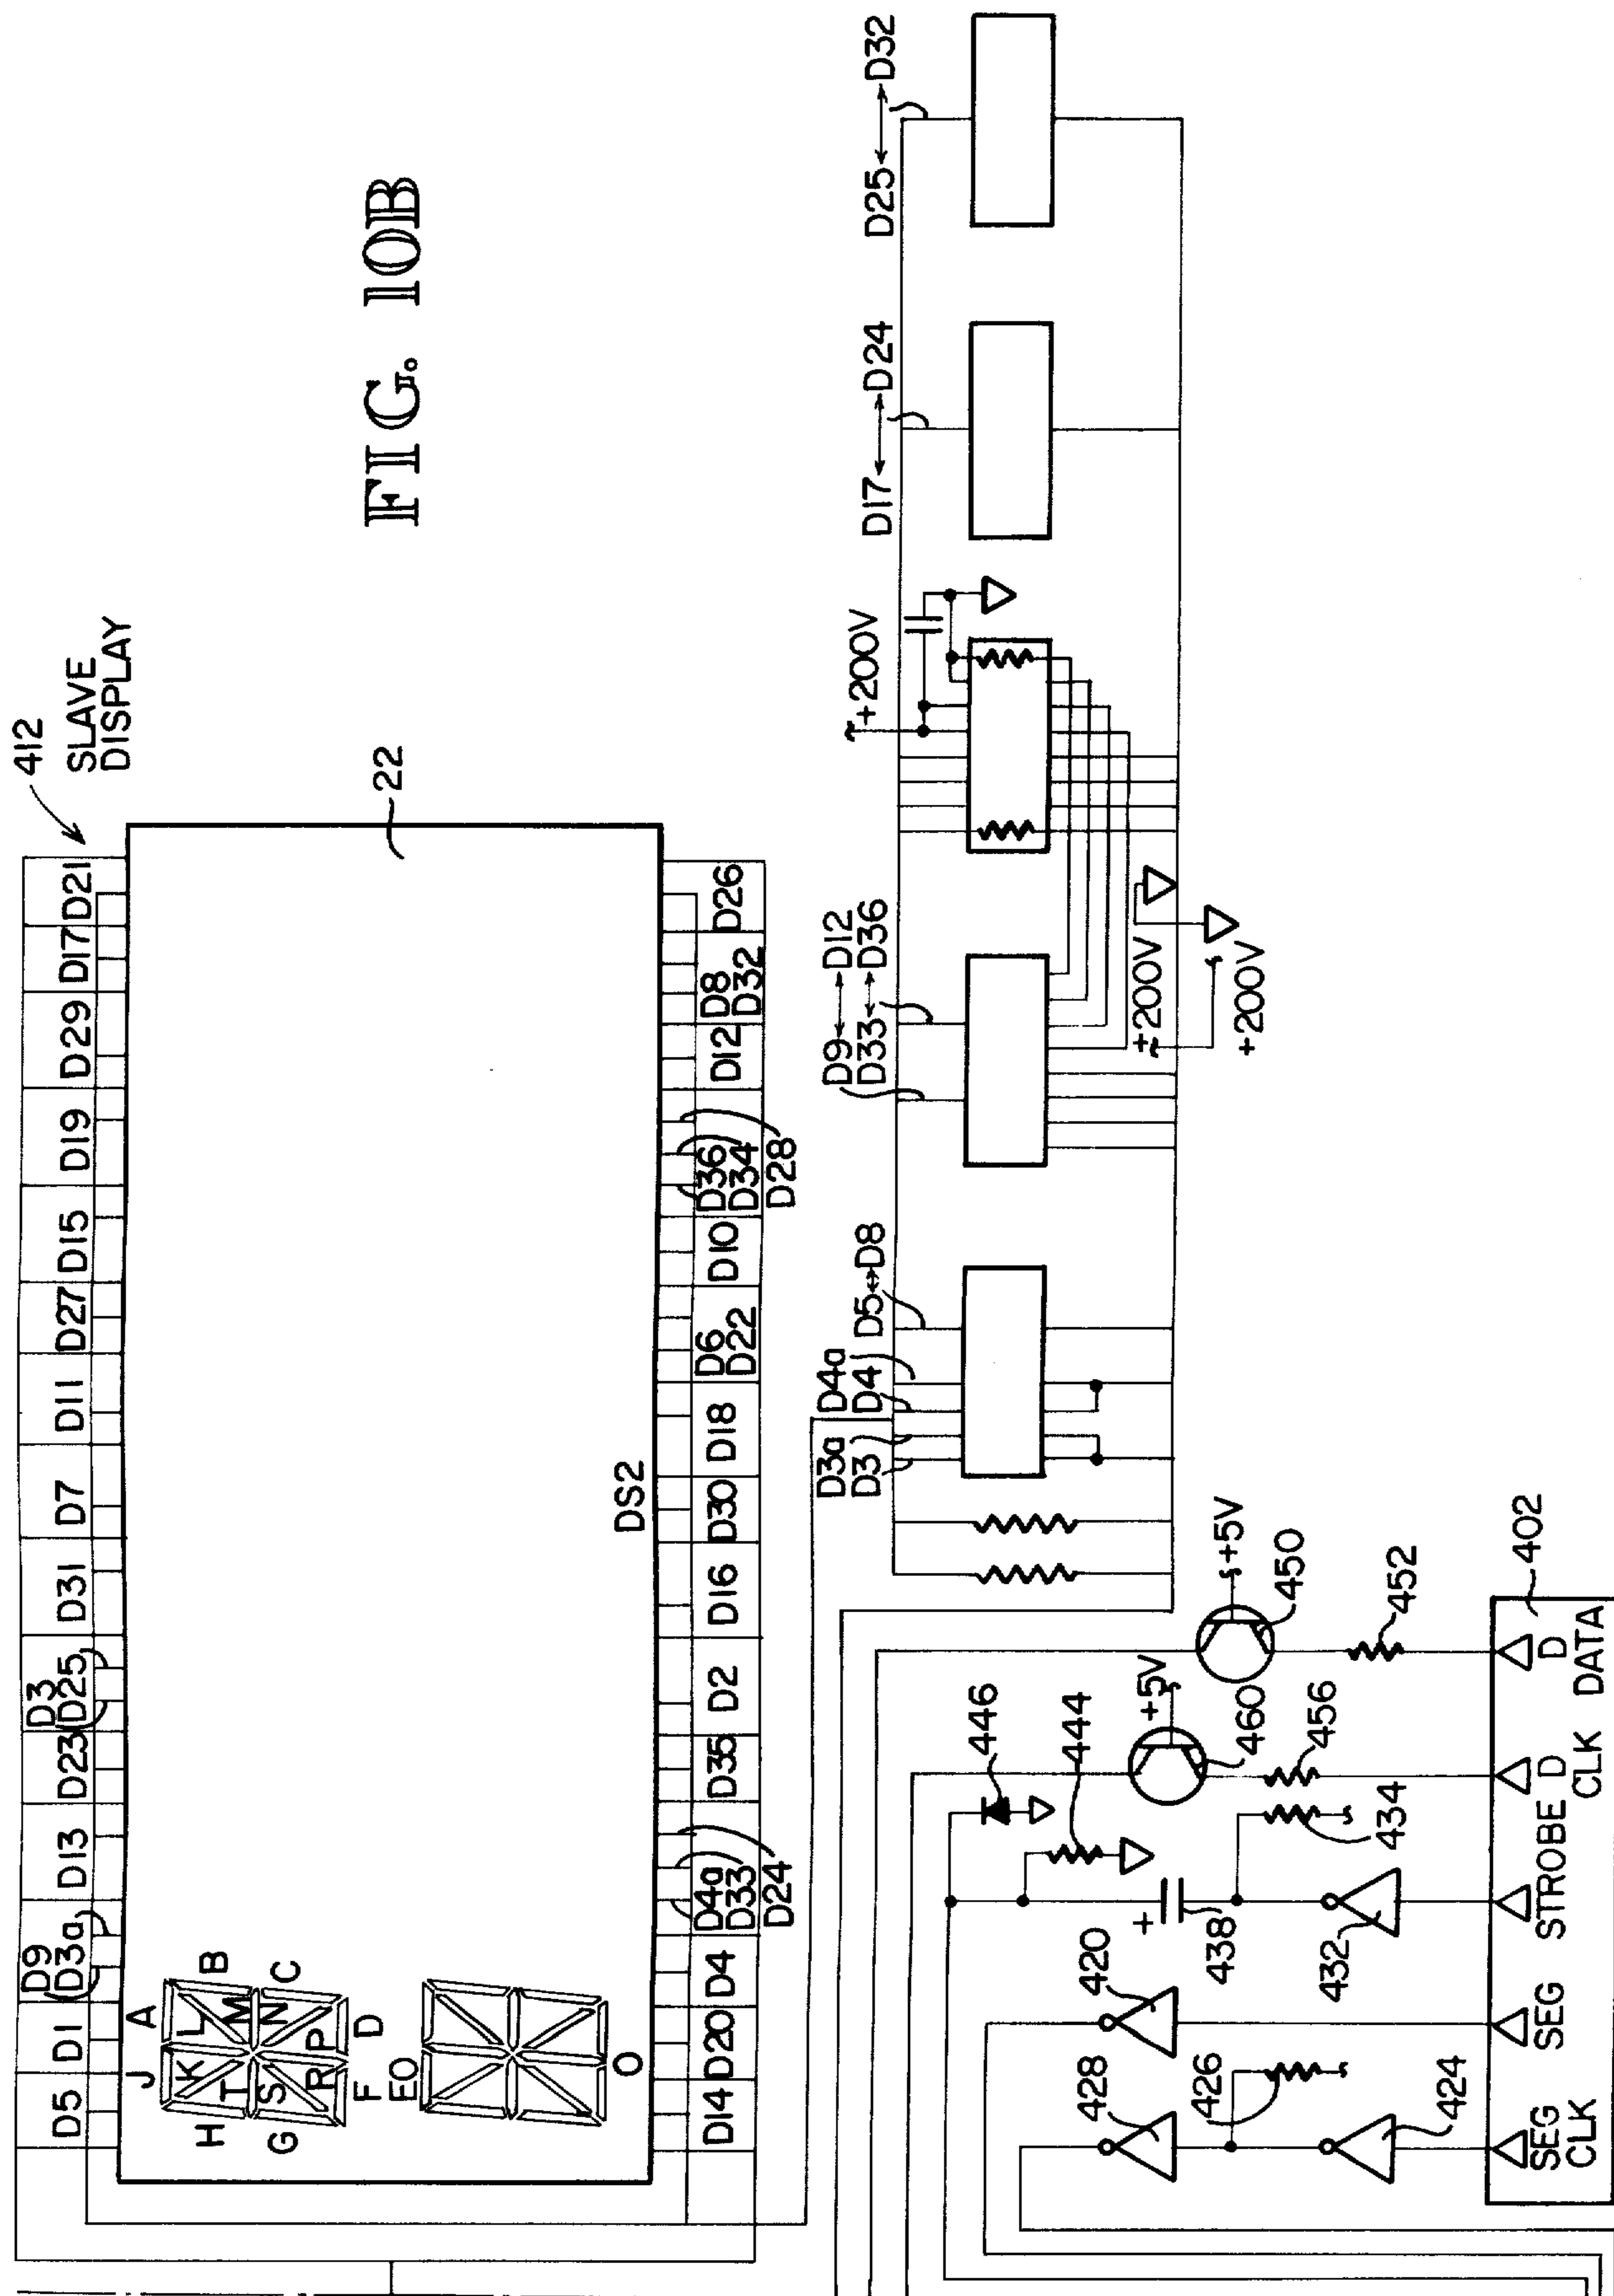 FIG. 10B
412
SLAVE
DISPLAY
D5
D1
D9
D3a
D13
D23
D3
D25
D31
D7
D11
D27
D15
D19
D29
D17
D21
22
J
A
H
K
L
B
T
M
G
S
N
C
R
P
F
D
EO
O
DS2
D14
D20
D4
D4a
D33
D24
D35
D2
D16
D30
D18
D6
D22
D10
D36
D34
D28
D12
D8
D32
D26
D3a
D3
D4a
D4
D5↔D8
D9↔D12
D33↔D36
+200V
D17↔D24
D25↔D32
+200V
+200V
446
444
+5V
460
456
+5V
450
452
428
426
424
420
+
438
432
434
402
SEG
CLK
SEG
STROBE
D
CLK
D
DATA